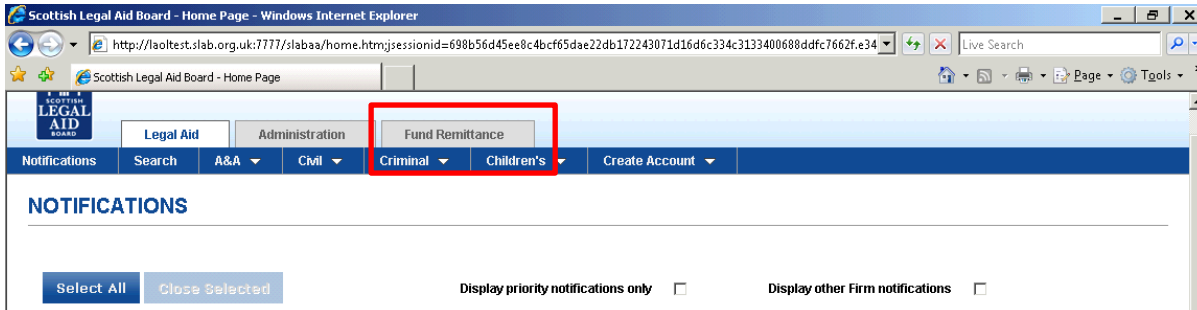 Scottish Legal Aid Board - Home Page - Windows Internet Explorer
http://laoltest.slab.org.uk:7777/slabaa/home.htm;jsessionid=698b56d45ee8c4bcf65dae22db172243071d16d6c334c3133400688ddfc7662f.e34 Live Search
Scottish Legal Aid Board - Home Page Page Tools
SCOTTISH
LEGAL
AID
BOARD
Legal Aid Administration Fund Remittance
Notifications Search A&A Civil Criminal Children's Create Account
NOTIFICATIONS
Select All Close Selected Display priority notifications only Display other Firm notifications